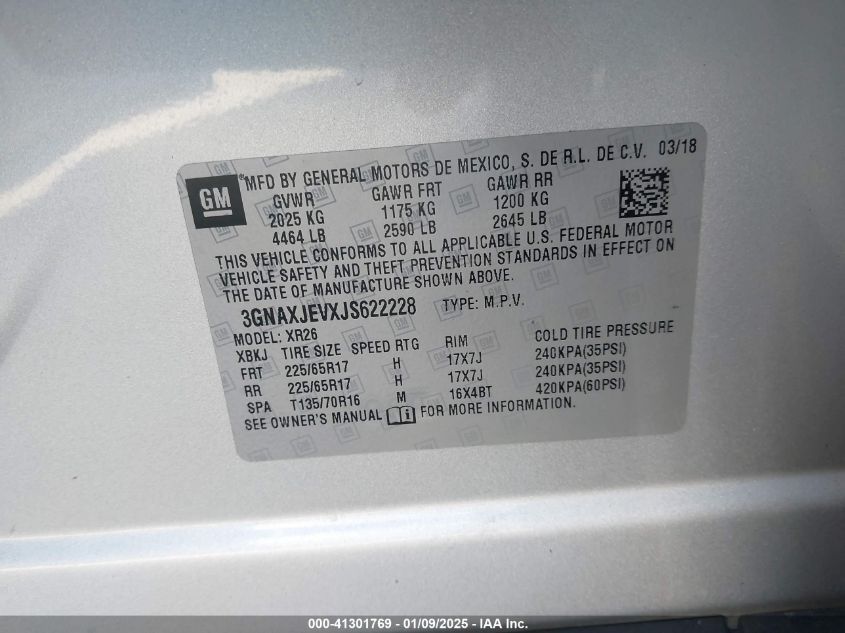 GM
®MFD BY GENERAL MOTORS DE MEXICO, S. DE R.L. DE C.V. 03/18
GVWR GAWR FRT GAWR RR
2025 KG 1175 KG 1200 KG
4464 LB 2590 LB 2645 LB
THIS VEHICLE CONFORMS TO ALL APPLICABLE U.S. FEDERAL MOTOR
VEHICLE SAFETY AND THEFT PREVENTION STANDARDS IN EFFECT ON
THE DATE OF MANUFACTURE SHOWN ABOVE.
3GNAXJEVXJS622228 TYPE: M.P.V.
MODEL: XR26
XBKJ TIRE SIZE SPEED RTG RIM COLD TIRE PRESSURE
FRT 225/65R17 H 17X7J 240KPA(35PSI)
RR 225/65R17 H 17X7J 240KPA(35PSI)
SPA T135/70R16 M 16X4BT 420KPA(60PSI)
SEE OWNER'S MANUAL i FOR MORE INFORMATION.
000-41301769 - 01/09/2025 - IAA Inc.